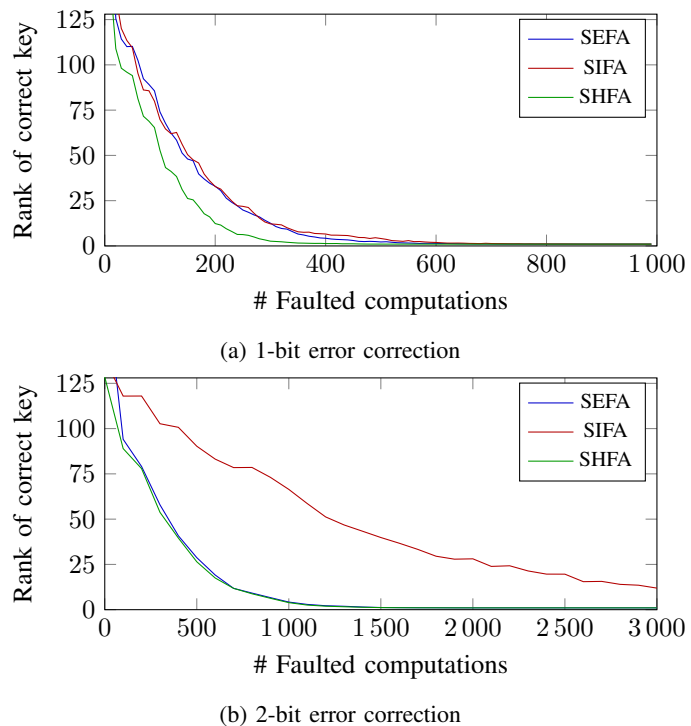 125
100
75
50
25
0
Rank of correct key
SEFA
SIFA
SHFA
0 200 400 600 800 1 000
# Faulted computations
(a) 1-bit error correction
125
100
75
50
25
0
Rank of correct key
SEFA
SIFA
SHFA
0 500 1 000 1 500 2 000 2 500 3 000
# Faulted computations
(b) 2-bit error correction